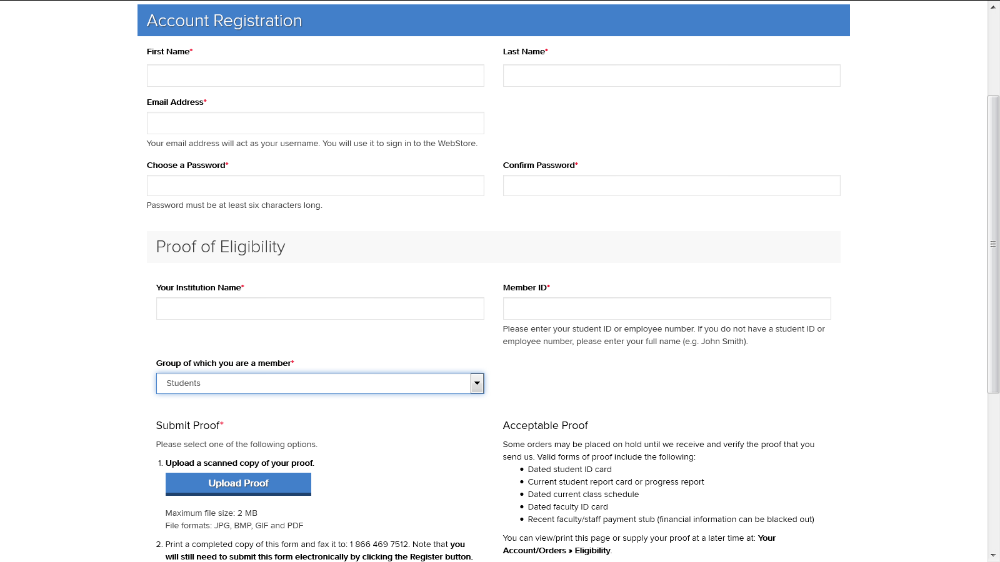 Account Registration
First Name*
Last Name*
Email Address*
Your email address will act as your username. You will use it to sign in to the WebStore.
Choose a Password*
Confirm Password*
Password must be at least six characters long.
Proof of Eligibility
Your Institution Name*
Member ID*
Please enter your student ID or employee number. If you do not have a student ID or
employee number, please enter your full name (e.g. John Smith).
Group of which you are a member*
Students
Submit Proof*
Please select one of the following options.
1. Upload a scanned copy of your proof.
Upload Proof
Maximum file size: 2 MB
File formats: JPG, BMP, GIF and PDF
2. Print a completed copy of this form and fax it to: 1 866 469 7512. Note that you
will still need to submit this form electronically by clicking the Register button.
Acceptable Proof
Some orders may be placed on hold until we receive and verify the proof that you
send us. Valid forms of proof include the following:
• Dated student ID card
• Current student report card or progress report
• Dated current class schedule
• Dated faculty ID card
• Recent faculty/staff payment stub (financial information can be blacked out)
You can view/print this page or supply your proof at a later time at: Your
Account/Orders » Eligibility.